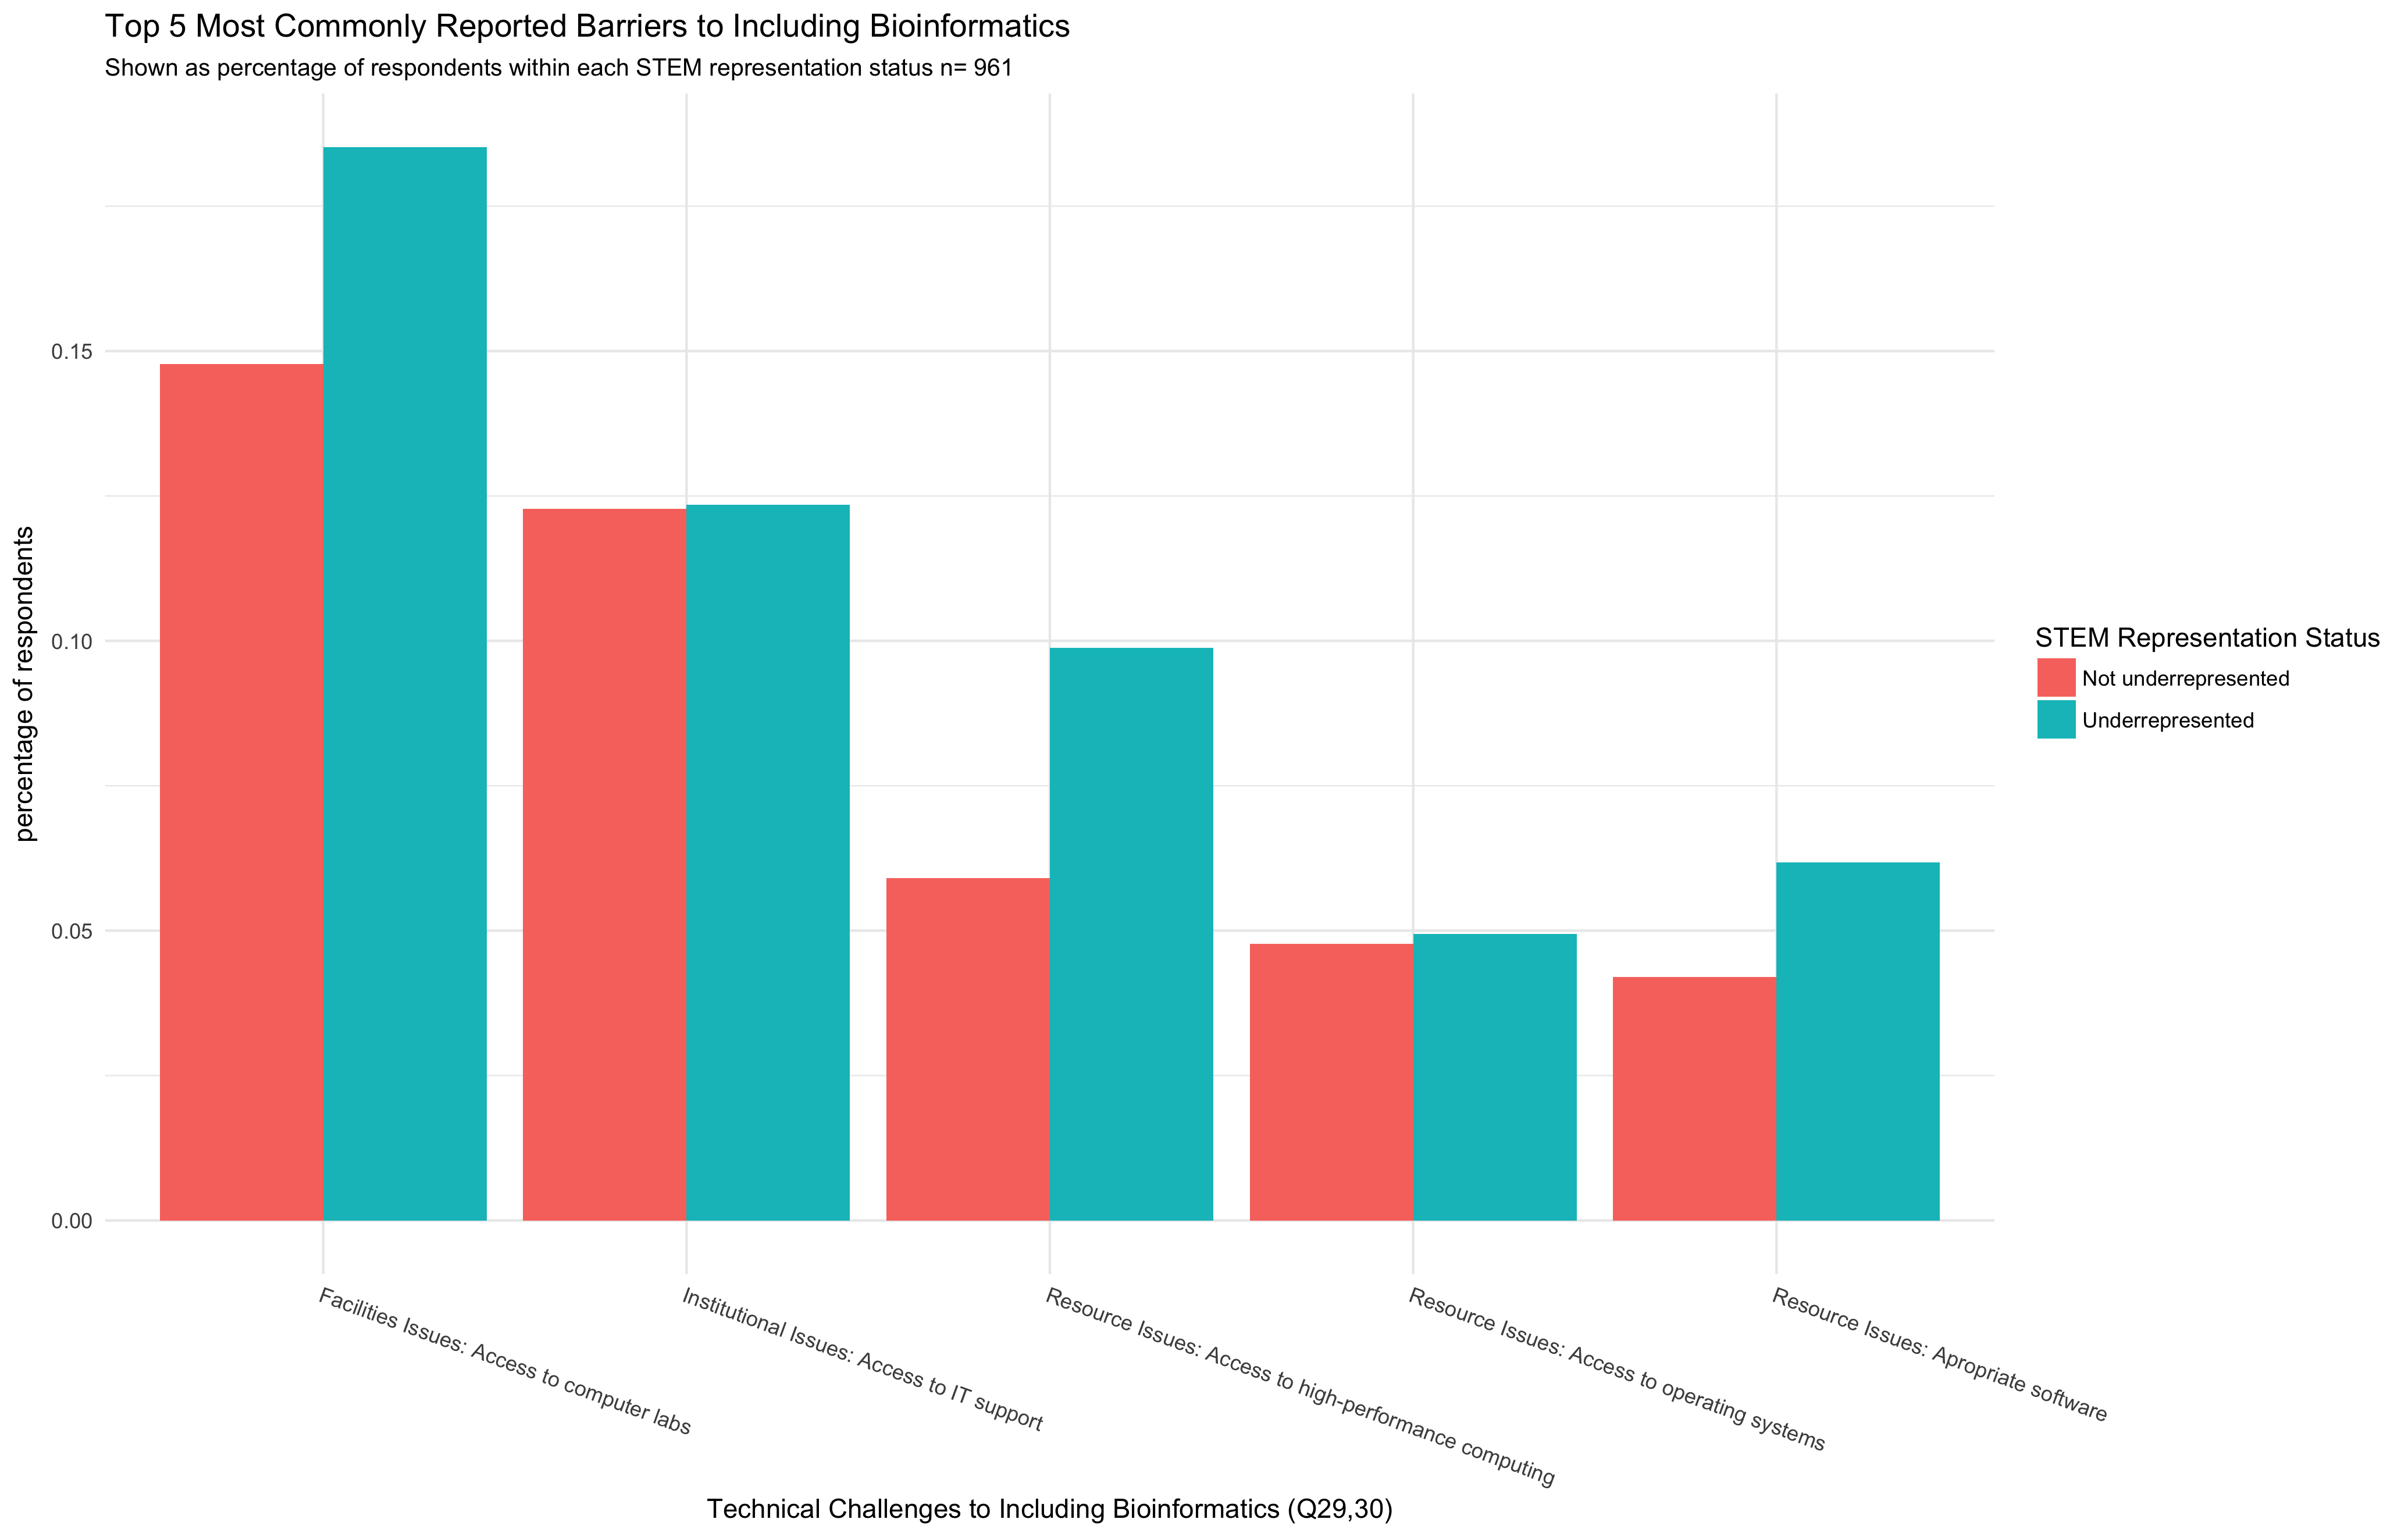 Top 5 Most Commonly Reported Barriers to Including Bioinformatics
Shown as percentage of respondents within each STEM representation status n= 961
percentage of respondents
0.15
0.10
0.05
0.00
Facilities Issues: Access to computer labs
Institutional Issues: Access to IT support
Resource Issues: Access to high-performance computing
Resource Issues: Access to operating systems
Resource Issues: Apropriate software
Technical Challenges to Including Bioinformatics (Q29,30)
STEM Representation Status
Not underrepresented
Underrepresented